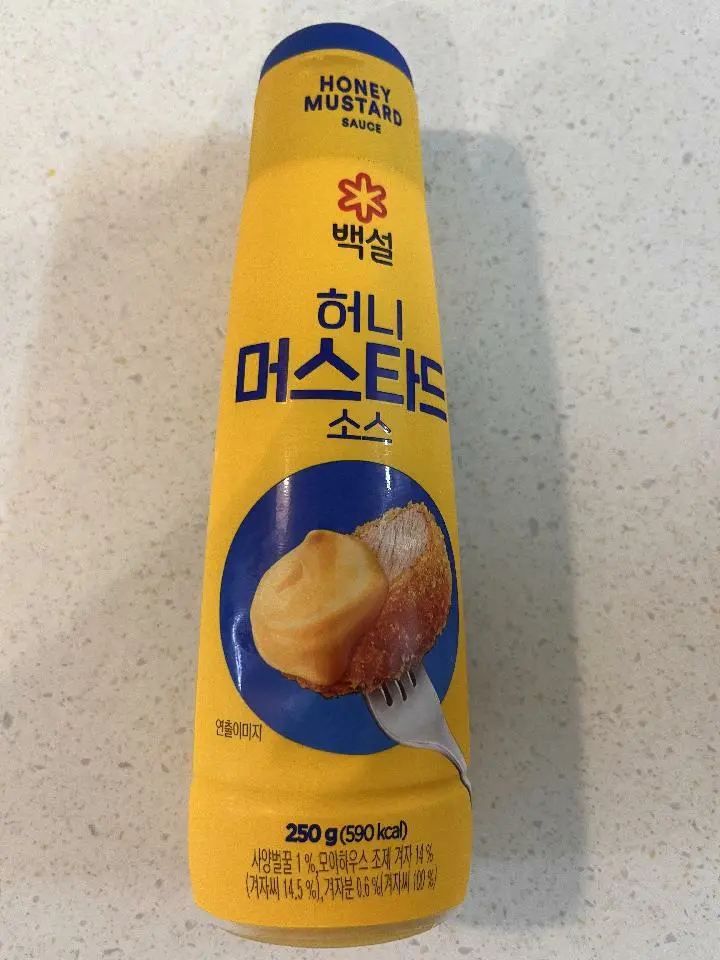 HONEY
MUSTARD
SAUCE
백설
허니
머스타드
소스
연출이미지
250 g (590 kcal)
사양벌꿀 1 %, 모이하우스 조제 겨자 14 %
(겨자씨 14.5 %), 겨자분 0.6 %(겨자씨 100 %)